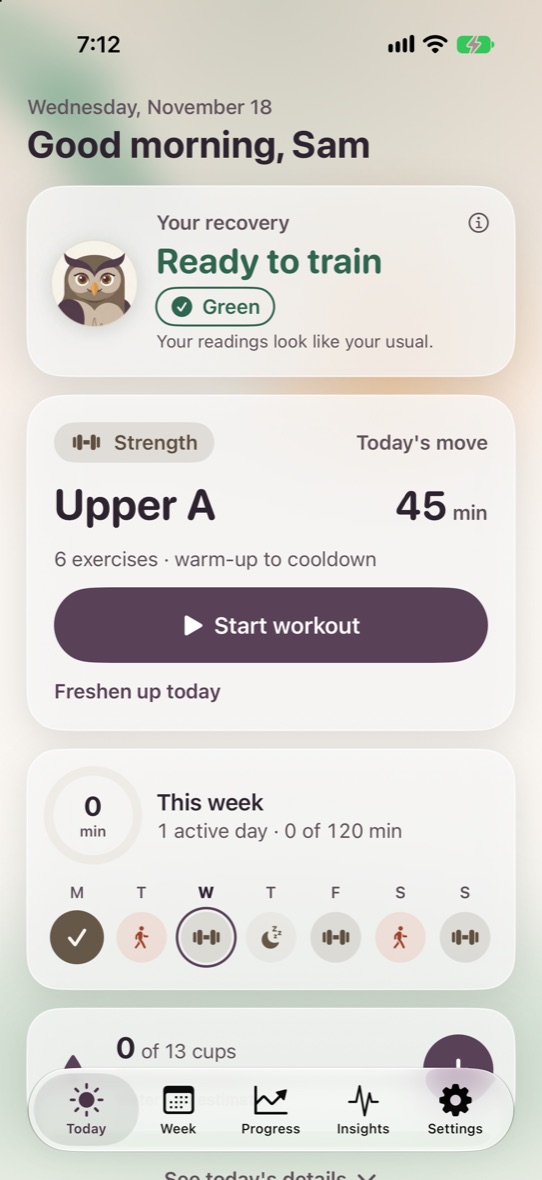 7:12
Wednesday, November 18
Good morning, Sam
Your recovery
Ready to train
Green
Your readings look like your usual.
Strength
Today's move
Upper A
45 min
6 exercises · warm-up to cooldown
Start workout
Freshen up today
0
min
This week
1 active day · 0 of 120 min
M T W T F S S
0 of 13 cups
Today
Week
Progress
Insights
Settings
See today's details